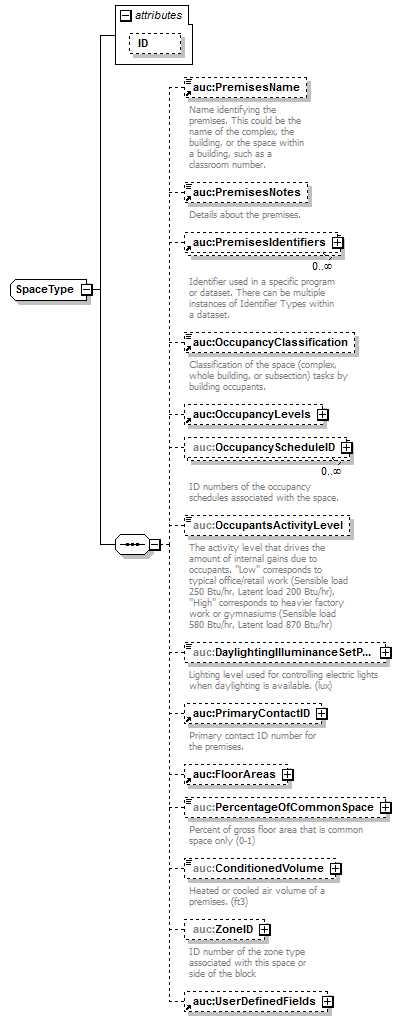 attributes
ID
auc:PremisesName
Name identifying the
premises. This could be the
name of the complex, the
building, or the space within
a building, such as a
classroom number.
auc:PremisesNotes
Details about the premises.
auc:PremisesIdentifiers
0..∞
Identifier used in a specific program
or dataset. There can be multiple
instances of Identifier Types within
a dataset.
SpaceType
auc:OccupancyClassification
Classification of the space (complex,
whole building, or subsection) tasks by
building occupants.
auc:OccupancyLevels
auc:OccupancyScheduleID
0..∞
ID numbers of the occupancy
schedules associated with the space.
auc:OccupantsActivityLevel
The activity level that drives the
amount of internal gains due to
occupants. "Low" corresponds to
typical office/retail work (Sensible load
250 Btu/hr, Latent load 200 Btu/hr),
"High" corresponds to heavier factory
work or gymnasiums (Sensible load
580 Btu/hr, Latent load 870 Btu/hr)
auc:DaylightingIlluminanceSetP...
Lighting level used for controlling electric lights
when daylighting is available. (lux)
auc:PrimaryContactID
Primary contact ID number for
the premises.
auc:FloorAreas
auc:PercentageOfCommonSpace
Percent of gross floor area that is common
space only (0-1)
auc:ConditionedVolume
Heated or cooled air volume of a
premises. (ft3)
auc:ZoneID
ID number of the zone type
associated with this space or
side of the block
auc:UserDefinedFields